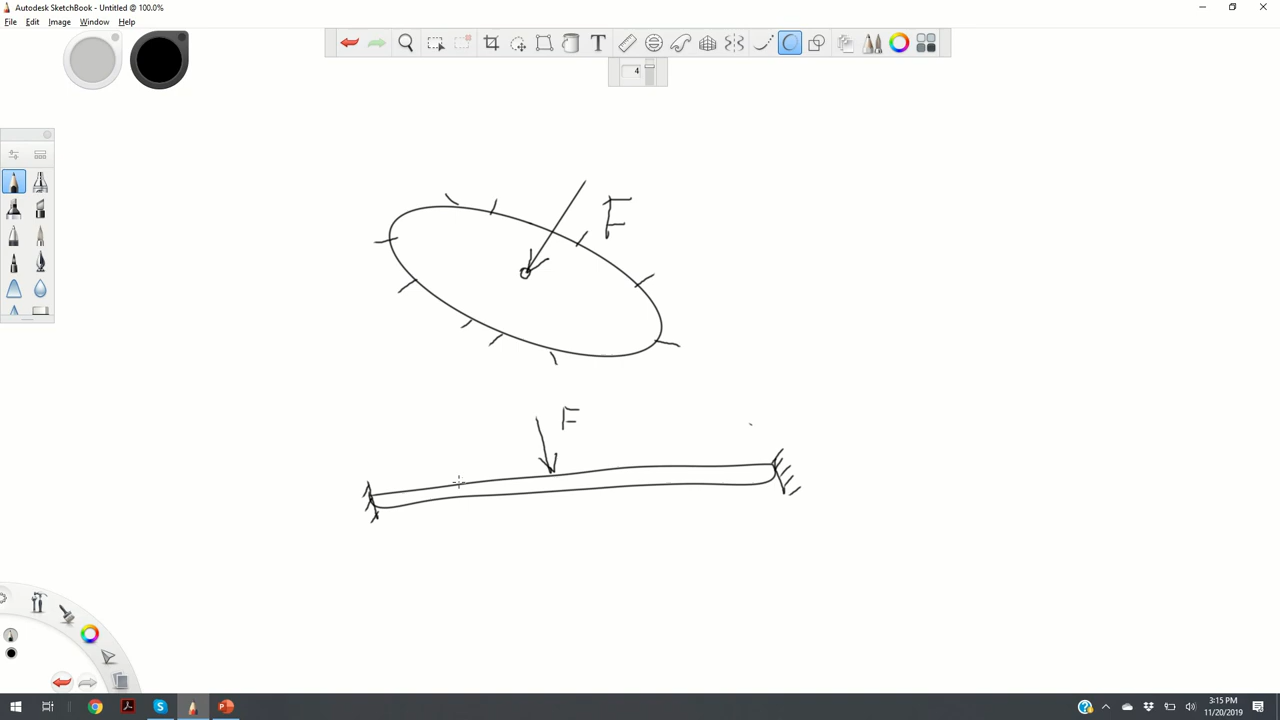 Autodesk SketchBook - Untitled @ 100.0%
File Edit Image Window Help
T
4
F
F
3:15 PM
11/20/2019